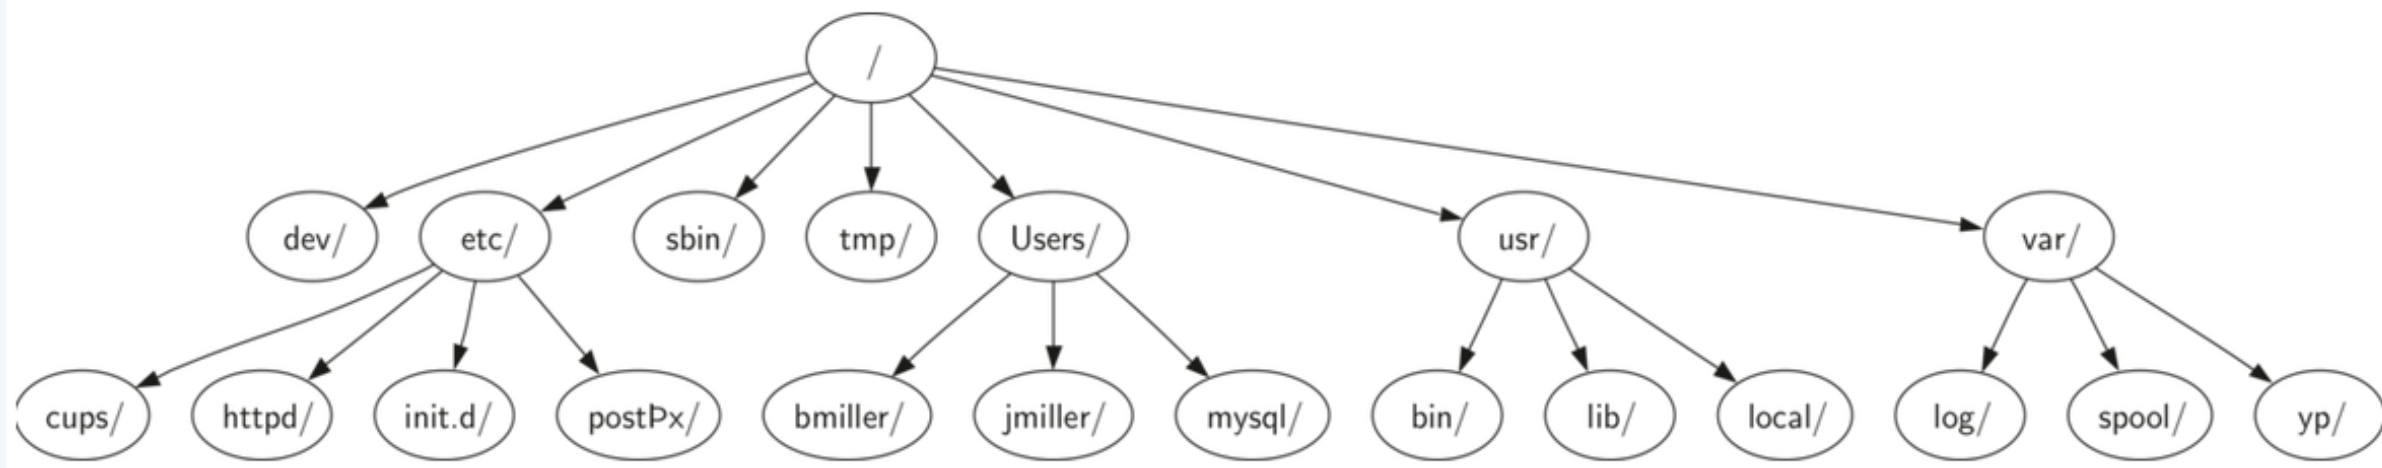 /
dev/ etc/ sbin/ tmp/ Users/ usr/ var/
cups/ httpd/ init.d/ postÞx/ bmiller/ jmiller/ mysql/ bin/ lib/ local/ log/ spool/ yp/